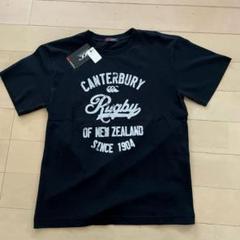 CANTERBURY
Rugby
OF NEW ZEALAND
SINCE 1904